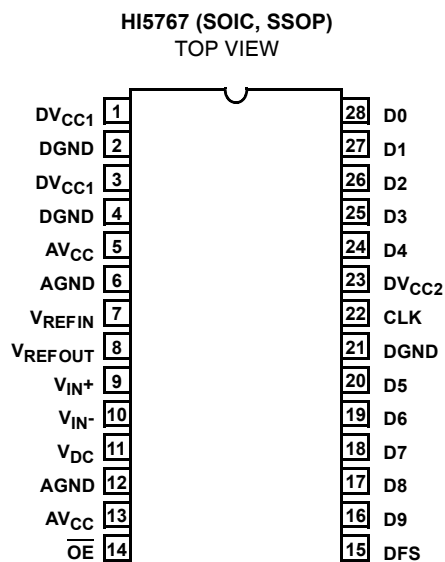 HI5767 (SOIC, SSOP)
TOP VIEW
DVCC1 1 28 D0
DGND 2 27 D1
DVCC1 3 26 D2
DGND 4 25 D3
AVCC 5 24 D4
AGND 6 23 DVCC2
VREFIN 7 22 CLK
VREFOUT 8 21 DGND
VIN+ 9 20 D5
VIN- 10 19 D6
VDC 11 18 D7
AGND 12 17 D8
AVCC 13 16 D9
OE 14 15 DFS